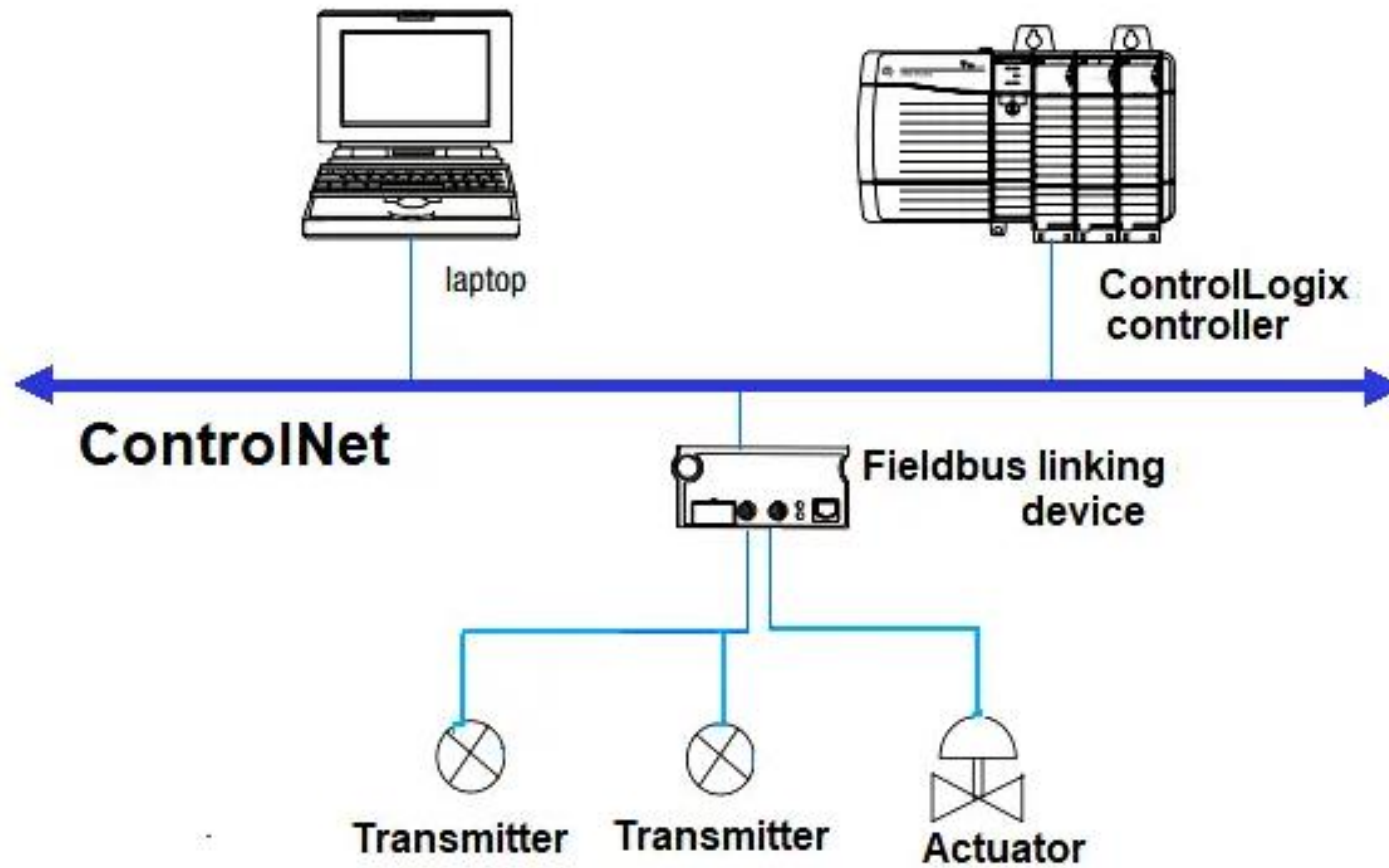 laptop
ControlLogix
controller
ControlNet
Fieldbus linking
device
Transmitter
Transmitter
Actuator